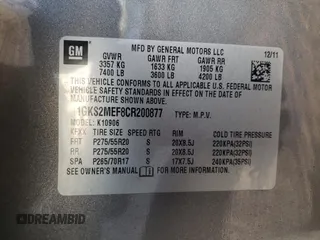 GM
MFD BY GENERAL MOTORS LLC
12/11
GVWR GAWR FRT GAWR RR
3357 KG 1633 KG 1905 KG
7400 LB 3600 LB 4200 LB
THIS VEHICLE CONFORMS TO ALL APPLICABLE U.S. FEDERAL MOTOR VEHICLE SAFETY
STANDARDS IN EFFECT ON THE DATE OF MANUFACTURE SHOWN ABOVE.
1GKS2MEF8CR200877 TYPE: M.P.V.
MODEL: K10906
TIRE SIZE SPEED RTG RIM COLD TIRE PRESSURE
FRT P275/55R20 S 20X8.5J 220KPA(32PSI)
RR P275/55R20 S 20X8.5J 220KPA(32PSI)
SPA P265/70R17 S 17X7.5J 240KPA(35PSI)
DREAMBID